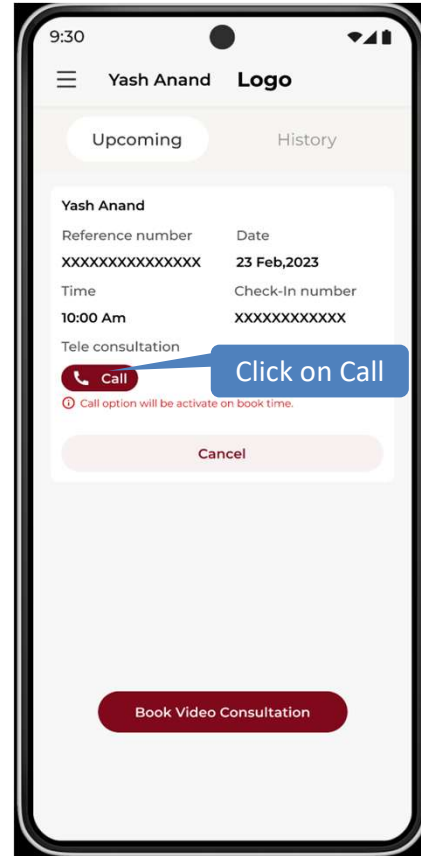 9:30
Yash Anand Logo
Upcoming History
Yash Anand
Reference number Date
XXXXXXXXXXXXXXX 23 Feb,2023
Time Check-In number
10:00 Am XXXXXXXXXXXX
Tele consultation
Call Click on Call
Call option will be activate on book time.
Cancel
Book Video Consultation